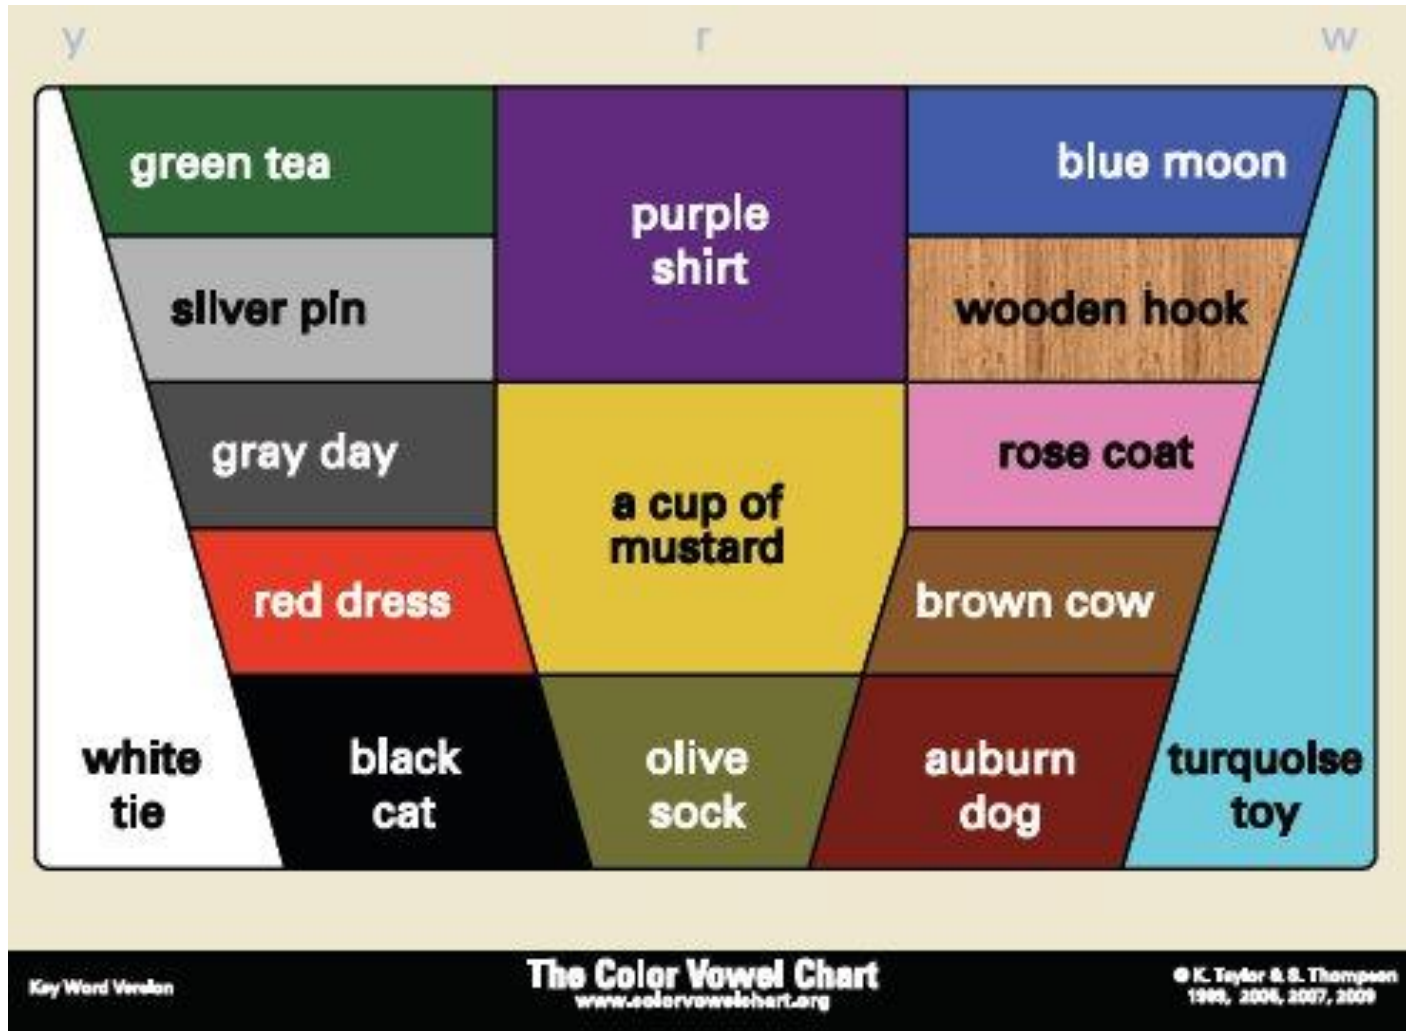 y
r
w
green tea
purple
shirt
blue moon
silver pin
wooden hook
gray day
a cup of
mustard
rose coat
red dress
brown cow
white
tie
black
cat
olive
sock
auburn
dog
turquoise
toy
Key Word Version
The Color Vowel Chart
www.colorvowelchart.org
© K. Taylor & S. Thompson
1999, 2006, 2007, 2009